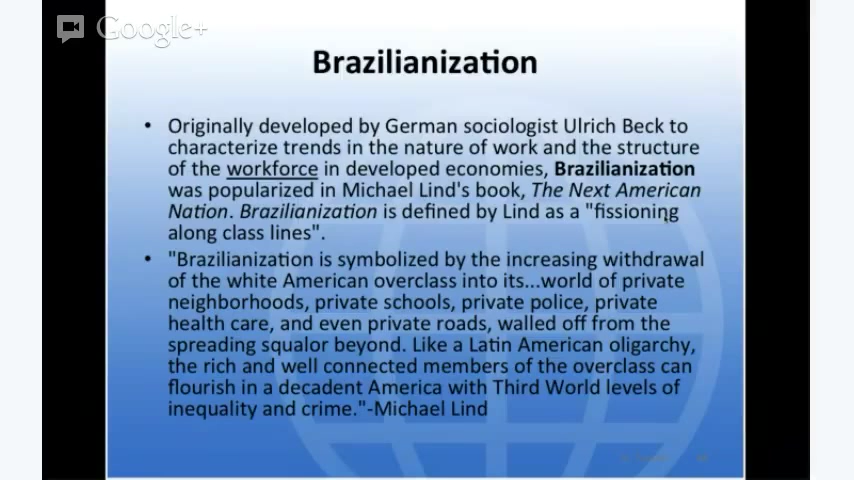 Google+
Brazilianization
• Originally developed by German sociologist Ulrich Beck to
characterize trends in the nature of work and the structure
of the workforce in developed economies, Brazilianization
was popularized in Michael Lind's book, The Next American
Nation. Brazilianization is defined by Lind as a "fissioning
along class lines".
• "Brazilianization is symbolized by the increasing withdrawal
of the white American overclass into its...world of private
neighborhoods, private schools, private police, private
health care, and even private roads, walled off from the
spreading squalor beyond. Like a Latin American oligarchy,
the rich and well connected members of the overclass can
flourish in a decadent America with Third World levels of
inequality and crime."-Michael Lind